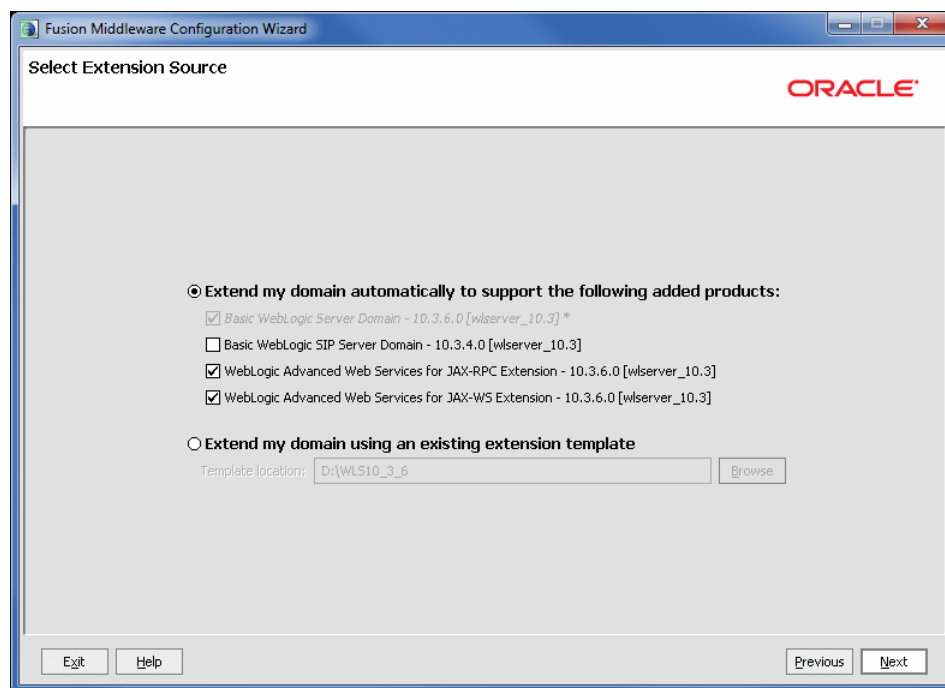 Fusion Middleware Configuration Wizard
Select Extension Source
ORACLE
Extend my domain automatically to support the following added products:
Basic WebLogic Server Domain - 10.3.6.0 [wlserver_10.3] *
Basic WebLogic SIP Server Domain - 10.3.4.0 [wlserver_10.3]
WebLogic Advanced Web Services for JAX-RPC Extension - 10.3.6.0 [wlserver_10.3]
WebLogic Advanced Web Services for JAX-WS Extension - 10.3.6.0 [wlserver_10.3]
Extend my domain using an existing extension template
Template location: D:\WLS10_3_6 Browse
Exit Help Previous Next